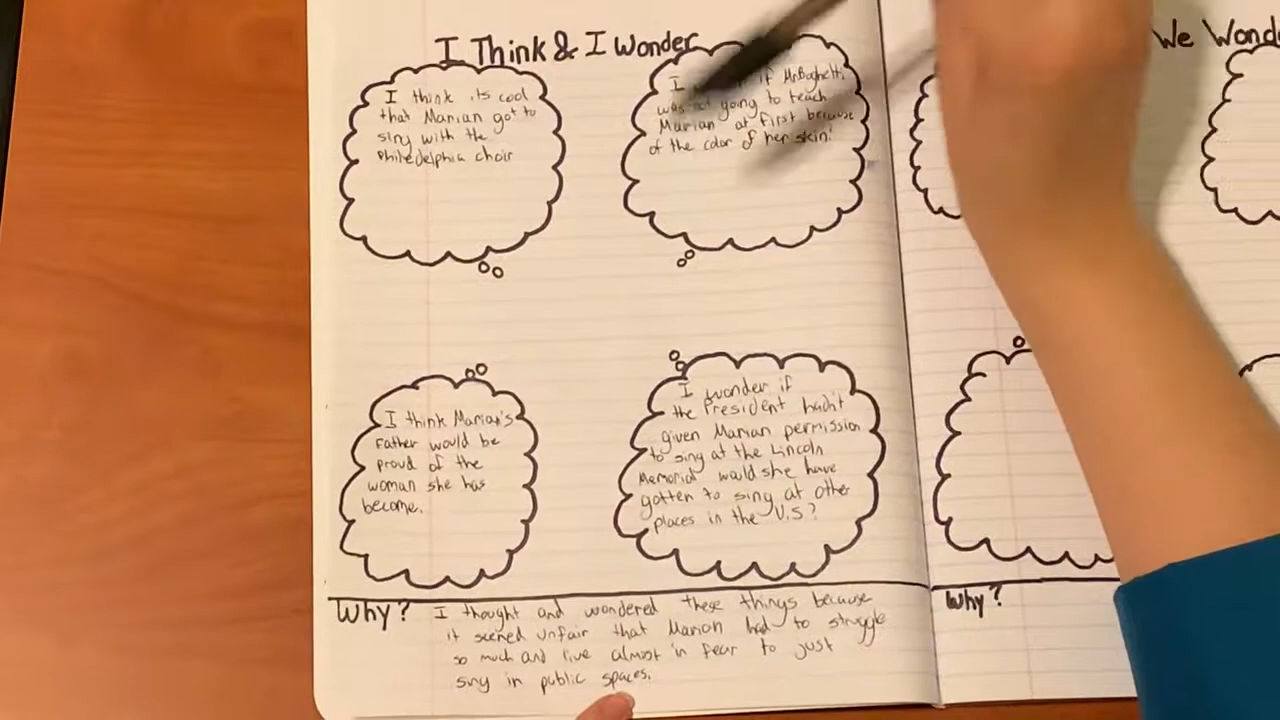 I Think & I Wonder
I think its cool
that Marian got to
sing with the
Philedelphia choir
I if Mr.Boghetti
was not going to teach
Marian at first because
of the color of her skin?
I think Marian's
Father would be
proud of the
woman she has
become.
I wonder if
the President hadn't
given Marian permission
to sing at the Lincoln
Memorial would she have
gotten to sing at other
places in the U.S?
Why? I thought and wondered these things because
it seemed unfair that Marion had to struggle
so much and live almost in fear to just
sing in public spaces.
We
Why?